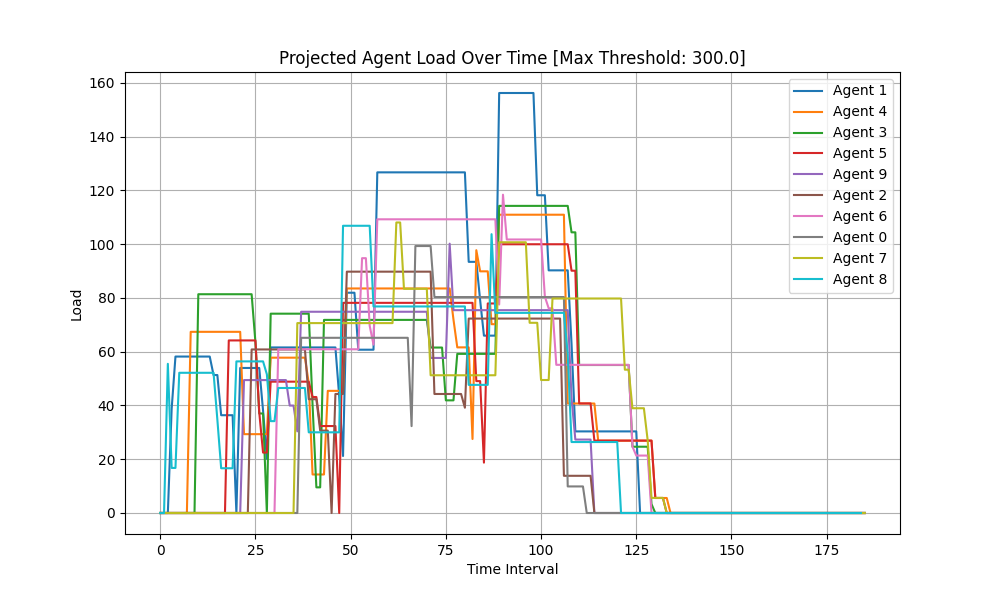 Projected Agent Load Over Time [Max Threshold: 300.0]
160
140
120
100
80
60
40
20
0
Load
0
25
50
75
100
125
150
175
Time Interval
Agent 1
Agent 4
Agent 3
Agent 5
Agent 9
Agent 2
Agent 6
Agent 0
Agent 7
Agent 8